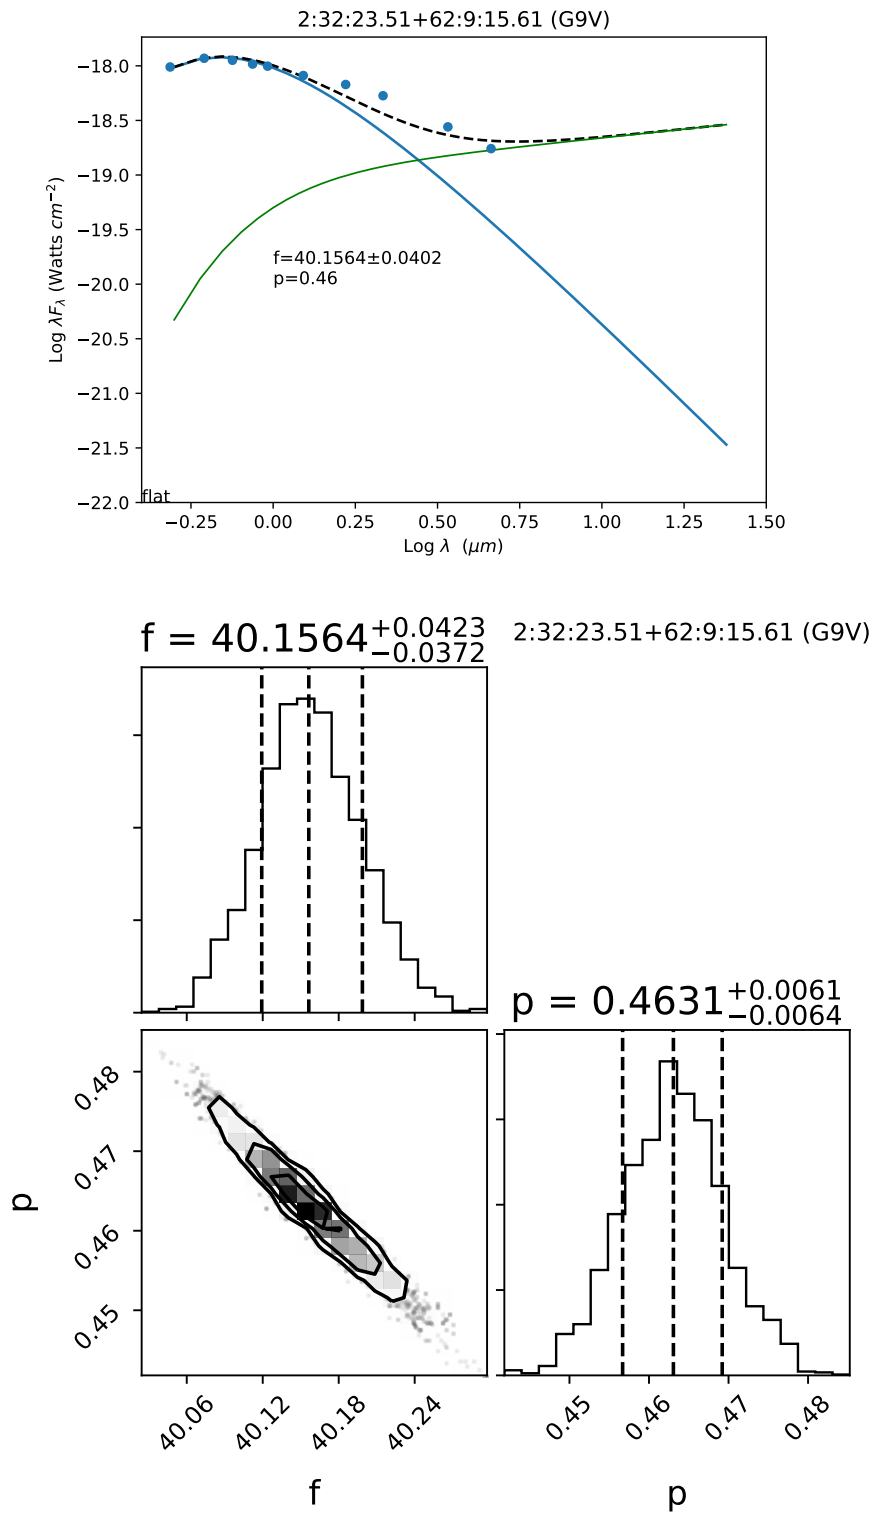 2:32:23.51+62:9:15.61 (G9V)
Log λF_λ (Watts cm⁻²)
−18.0
−18.5
−19.0
−19.5
−20.0
−20.5
−21.0
−21.5
−22.0
f=40.1564±0.0402
p=0.46
flat
−0.25 0.00 0.25 0.50 0.75 1.00 1.25 1.50
Log λ (μm)
f = 40.1564 +0.0423 −0.0372
2:32:23.51+62:9:15.61 (G9V)
p = 0.4631 +0.0061 −0.0064
p
0.48
0.47
0.46
0.45
40.06 40.12 40.18 40.24
f
0.45 0.46 0.47 0.48
p